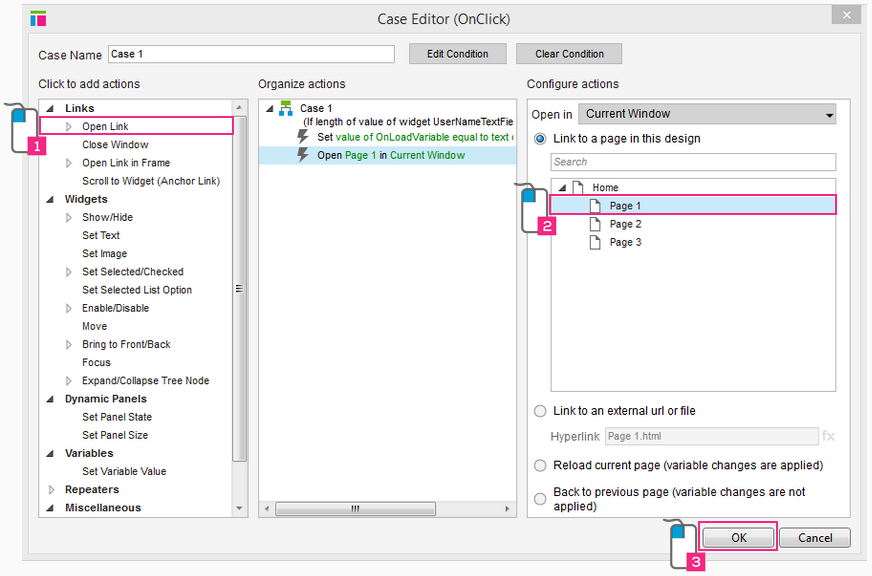 Case Editor (OnClick)
Case Name Case 1 Edit Condition Clear Condition
Click to add actions
Links
Open Link
1
Close Window
Open Link in Frame
Scroll to Widget (Anchor Link)
Widgets
Show/Hide
Set Text
Set Image
Set Selected/Checked
Set Selected List Option
Enable/Disable
Move
Bring to Front/Back
Focus
Expand/Collapse Tree Node
Dynamic Panels
Set Panel State
Set Panel Size
Variables
Set Variable Value
Repeaters
Miscellaneous
Organize actions
Case 1
(If length of value of widget UserNameTextFie
Set value of OnLoadVariable equal to text
Open Page 1 in Current Window
Configure actions
Open in Current Window
Link to a page in this design
Search
Home
Page 1
2
Page 2
Page 3
Link to an external url or file
Hyperlink Page 1.html fx
Reload current page (variable changes are applied)
Back to previous page (variable changes are not
applied)
OK Cancel
3